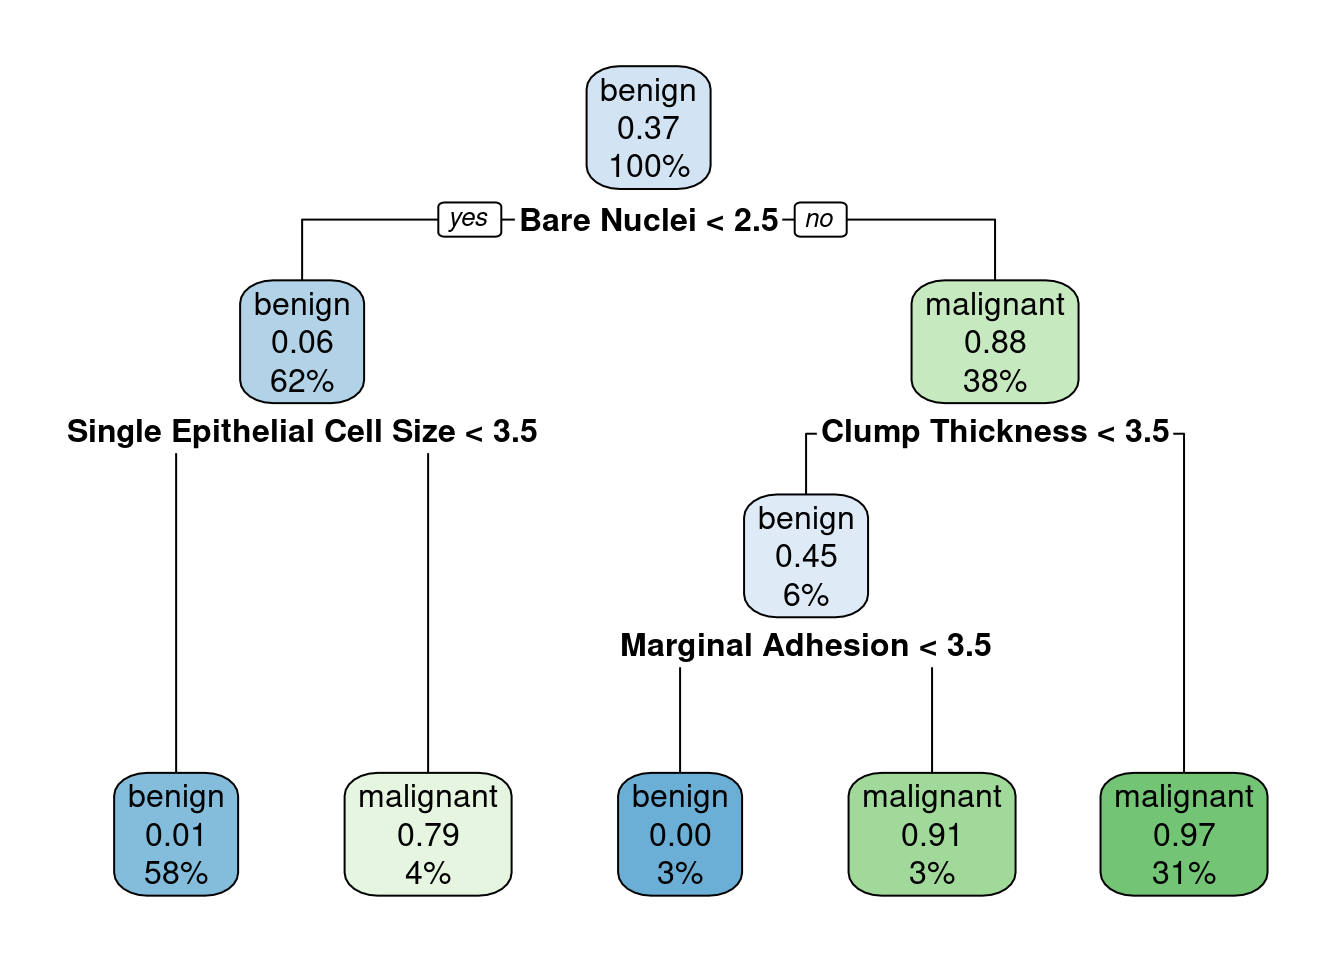 benign
0.37
100%
yes Bare Nuclei < 2.5 no
benign
0.06
62%
malignant
0.88
38%
Single Epithelial Cell Size < 3.5
Clump Thickness < 3.5
benign
0.45
6%
Marginal Adhesion < 3.5
benign
0.01
58%
malignant
0.79
4%
benign
0.00
3%
malignant
0.91
3%
malignant
0.97
31%